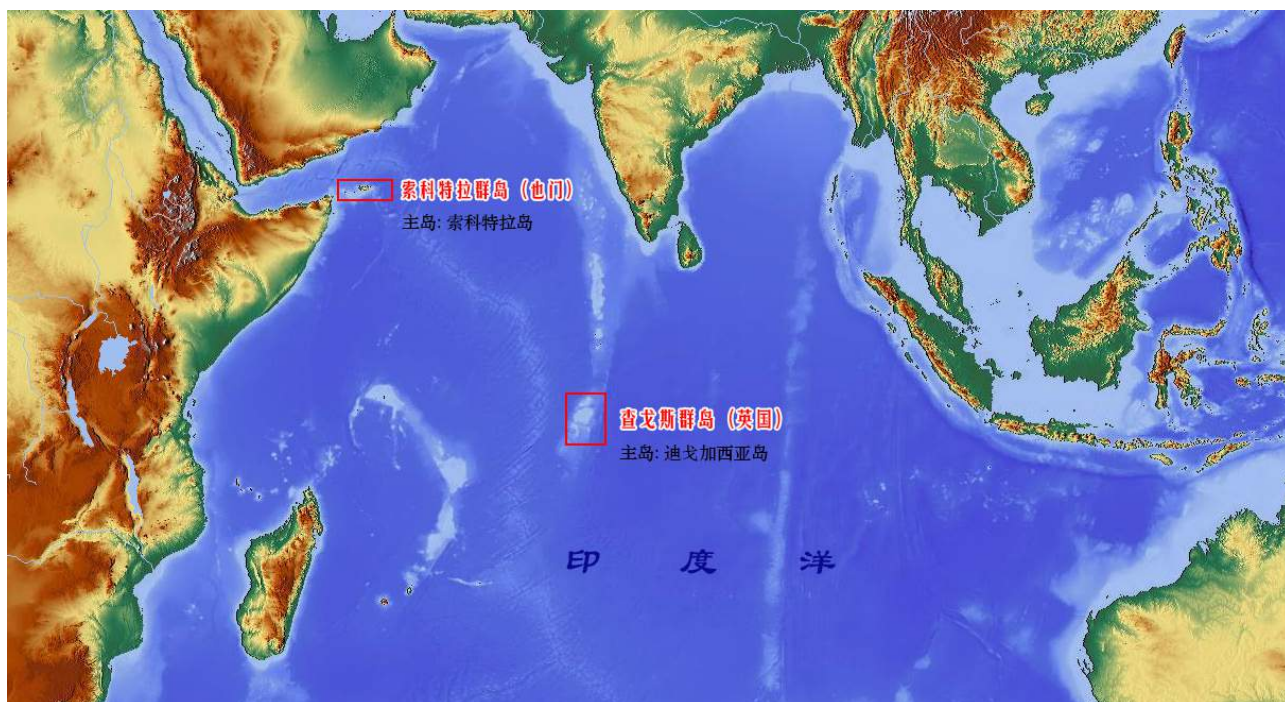 索科特拉群岛（也门）
主岛: 索科特拉岛
查戈斯群岛（英国）
主岛: 迪戈加西亚岛
印 度 洋